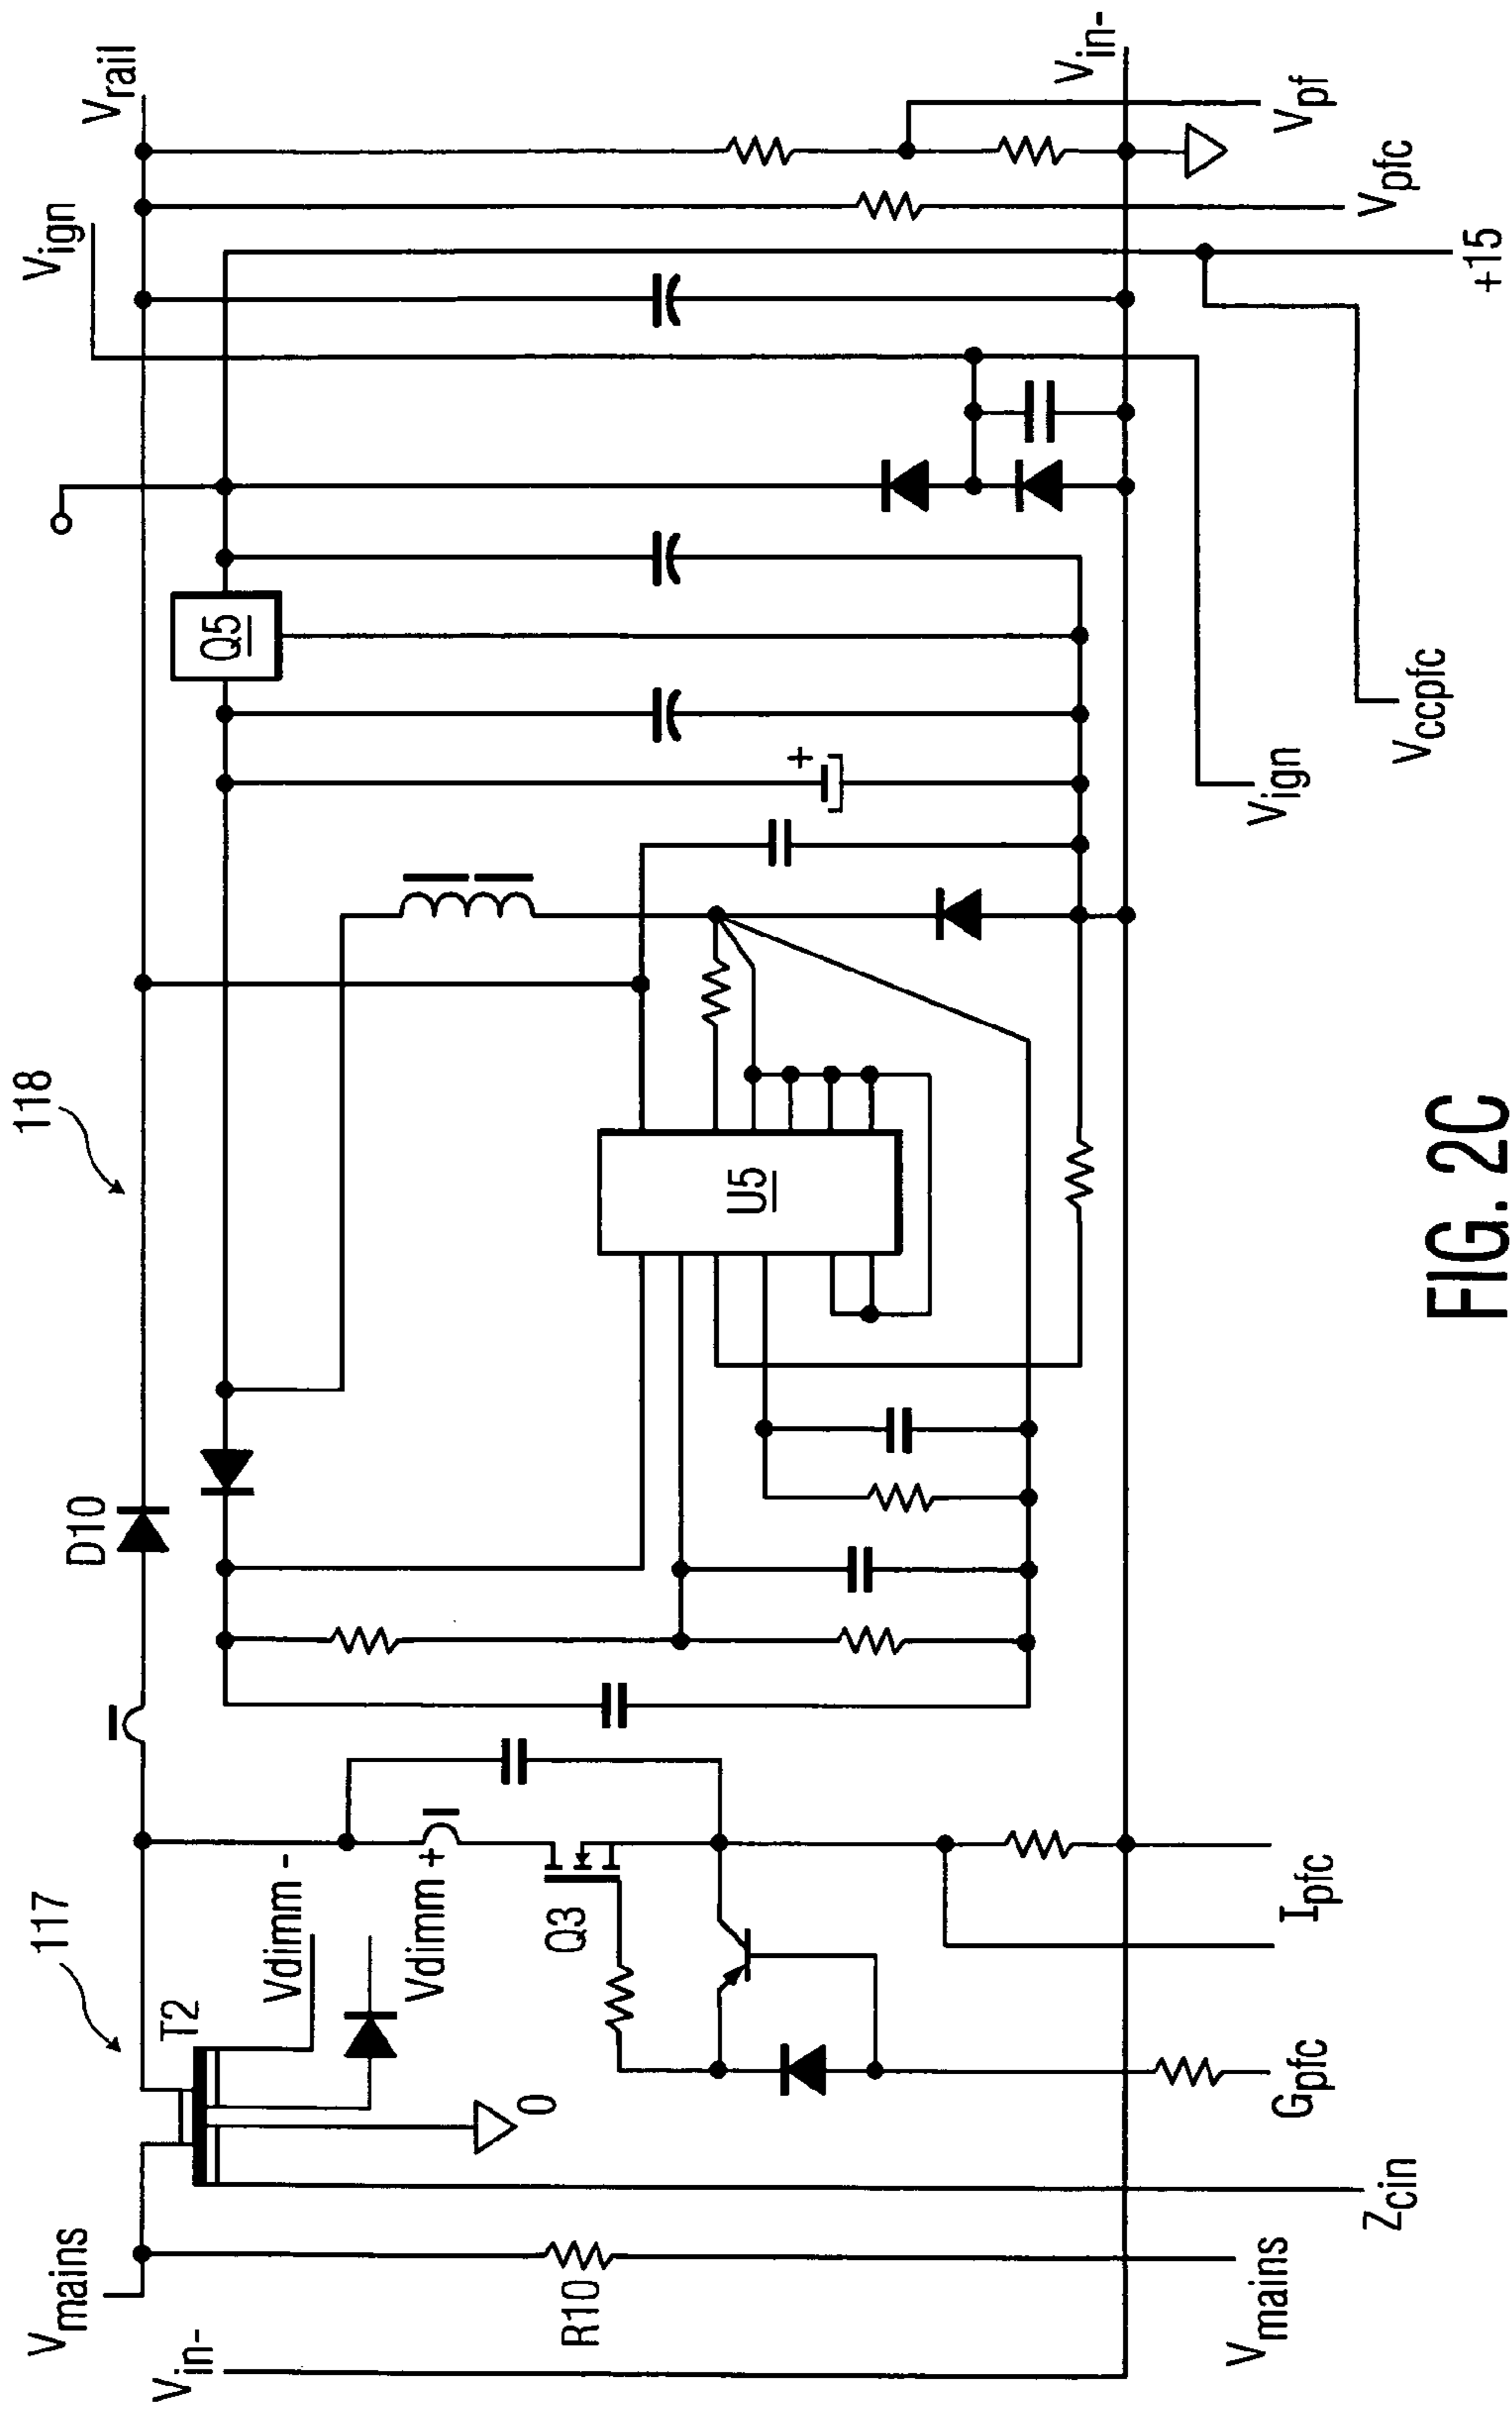 117
118
Vmains
Vin-
T2
Vdimm -
Vdimm +
D10
Q3
R10
0
U5
Q5
Vign
Vrail
Vin-
Vmains
Zcin
Gpfc
Ipfc
Vign
Vccpfc
+15
Vpfc
Vpf
+
FIG. 2C